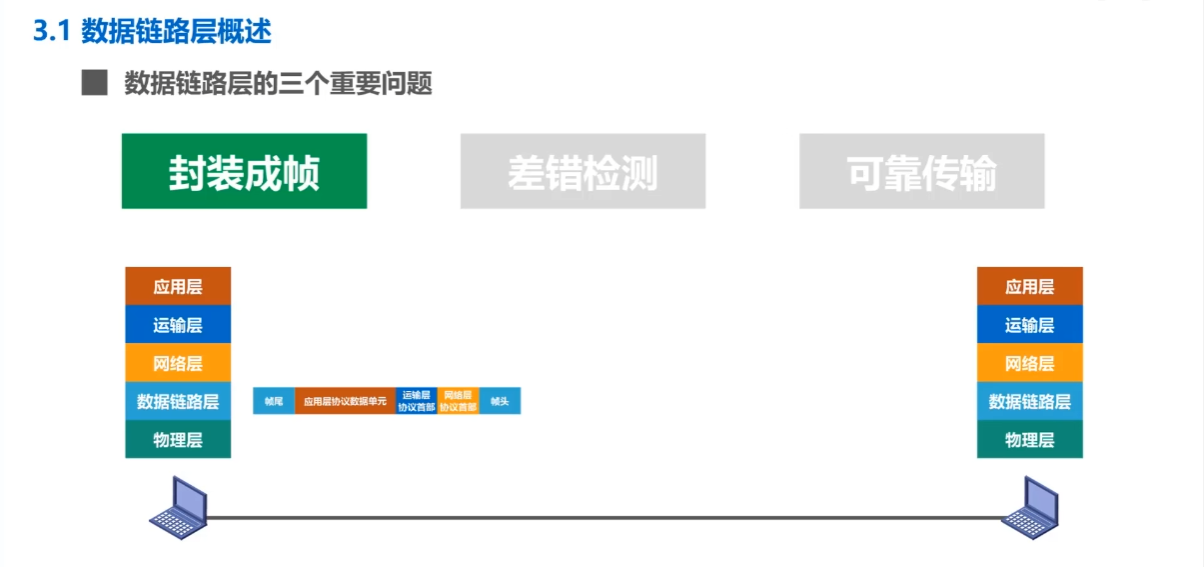 3.1 数据链路层概述
数据链路层的三个重要问题
封装成帧
差错检测
可靠传输
应用层
运输层
网络层
数据链路层
物理层
帧尾
应用层协议数据单元
运输层
协议首部
网络层
协议首部
帧头
应用层
运输层
网络层
数据链路层
物理层